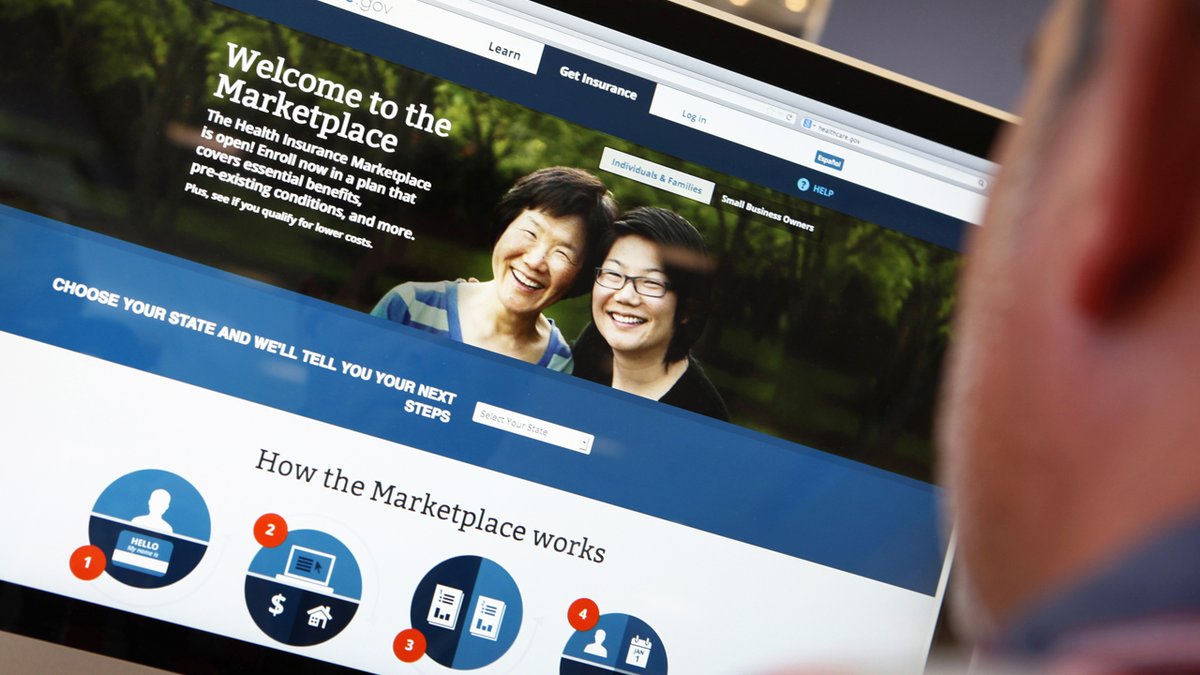 .gov
Learn
Get Insurance
Log in
healthcare.gov
Español
Individuals & Families
Small Business Owners
? HELP
Welcome to the
Marketplace
The Health Insurance Marketplace
is open! Enroll now in a plan that
covers essential benefits,
pre-existing conditions, and more.
Plus, see if you qualify for lower costs.
CHOOSE YOUR STATE AND WE'LL TELL YOU YOUR NEXT
STEPS
Select Your State
How the Marketplace works
1
HELLO
My name is
2
$
3
4
JAN
1